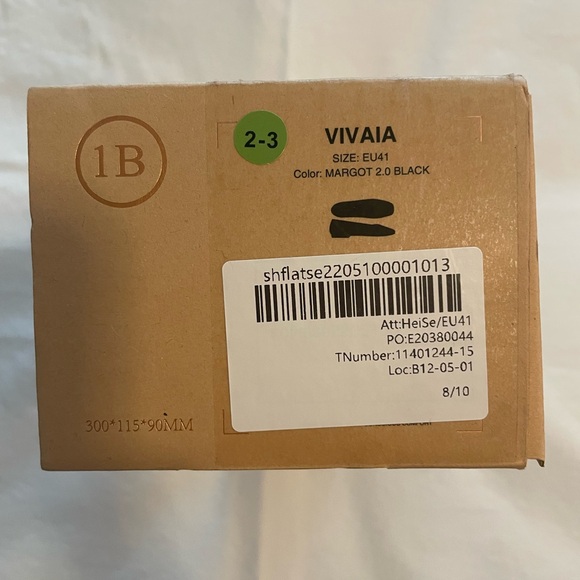 1B
2-3
VIVAIA
SIZE: EU41
Color: MARGOT 2.0 BLACK
shflatse2205100001013
Att:HeiSe/EU41
PO:E20380044
TNumber:11401244-15
Loc:B12-05-01
8/10
300*115*90MM